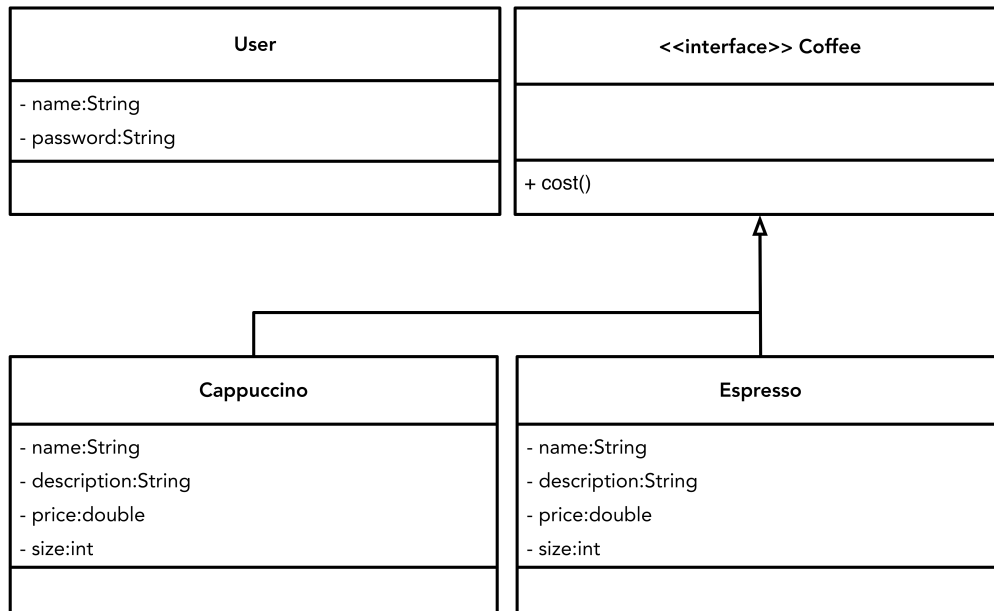 User
- name:String
- password:String
<<interface>> Coffee
+ cost()
Cappuccino
- name:String
- description:String
- price:double
- size:int
Espresso
- name:String
- description:String
- price:double
- size:int